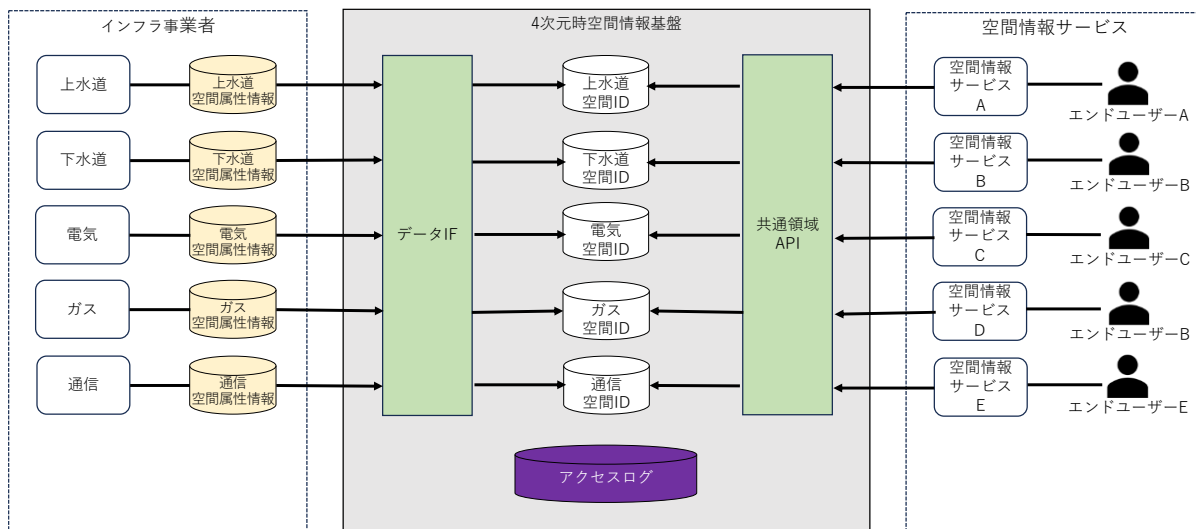 インフラ事業者
上水道
上水道
空間属性情報
下水道
下水道
空間属性情報
電気
電気
空間属性情報
ガス
ガス
空間属性情報
通信
通信
空間属性情報
4次元時空間情報基盤
データIF
上水道
空間ID
下水道
空間ID
電気
空間ID
ガス
空間ID
通信
空間ID
共通領域
API
アクセスログ
空間情報サービス
空間情報
サービス
A
エンドユーザーA
空間情報
サービス
B
エンドユーザーB
空間情報
サービス
C
エンドユーザーC
空間情報
サービス
D
エンドユーザーB
空間情報
サービス
E
エンドユーザーE